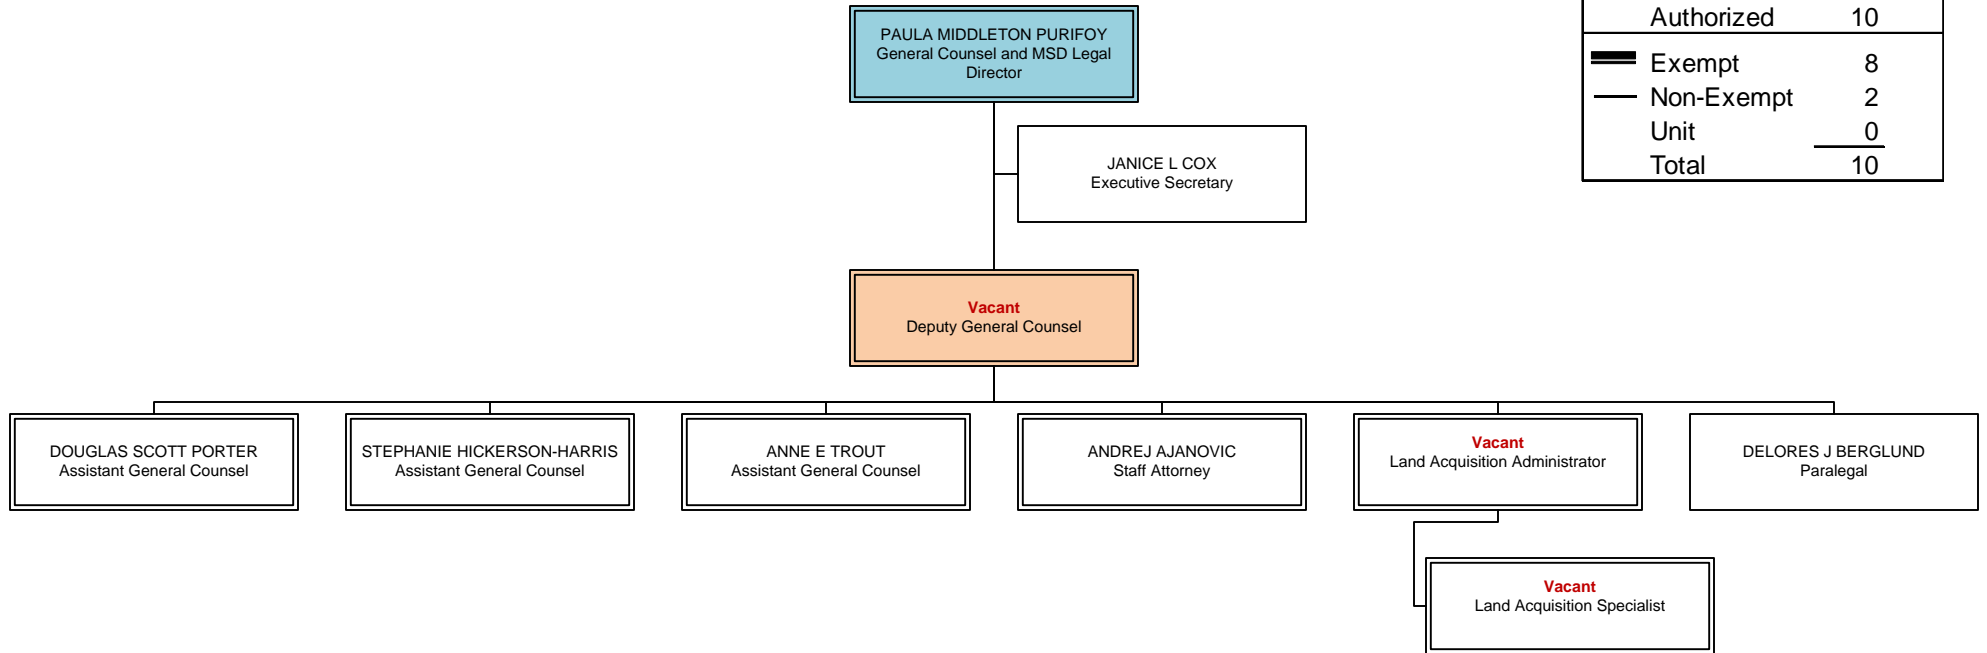 PAULA MIDDLETON PURIFOY
General Counsel and MSD Legal
Director
Authorized 10
Exempt 8
Non-Exempt 2
Unit 0
Total 10
JANICE L COX
Executive Secretary
Vacant
Deputy General Counsel
DOUGLAS SCOTT PORTER
Assistant General Counsel
STEPHANIE HICKERSON-HARRIS
Assistant General Counsel
ANNE E TROUT
Assistant General Counsel
ANDREJ AJANOVIC
Staff Attorney
Vacant
Land Acquisition Administrator
DELORES J BERGLUND
Paralegal
Vacant
Land Acquisition Specialist